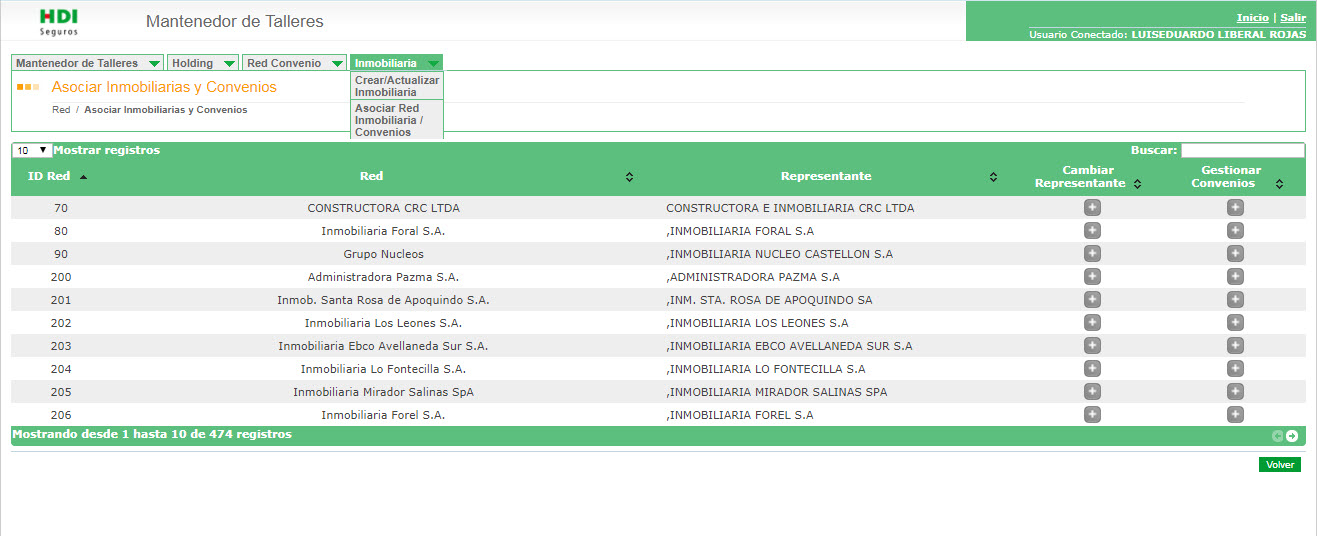 HDI
Seguros
Mantenedor de Talleres
Inicio | Salir
Usuario Conectado: LUISEDUARDO LIBERAL ROJAS
Mantenedor de Talleres Holding Red Convenio Inmobiliaria
Crear/Actualizar
Inmobiliaria
Asociar Red
Inmobiliaria /
Convenios
Asociar Inmobiliarias y Convenios
Red / Asociar Inmobiliarias y Convenios
10 Mostrar registros Buscar:
ID Red Red Representante Cambiar Representante Gestionar Convenios
70 CONSTRUCTORA CRC LTDA CONSTRUCTORA E INMOBILIARIA CRC LTDA
80 Inmobiliaria Foral S.A. ,INMOBILIARIA FORAL S.A
90 Grupo Nucleos ,INMOBILIARIA NUCLEO CASTELLON S.A
200 Administradora Pazma S.A. ,ADMINISTRADORA PAZMA S.A
201 Inmob. Santa Rosa de Apoquindo S.A. ,INM. STA. ROSA DE APOQUINDO SA
202 Inmobiliaria Los Leones S.A. ,INMOBILIARIA LOS LEONES S.A
203 Inmobiliaria Ebco Avellaneda Sur S.A. ,INMOBILIARIA EBCO AVELLANEDA SUR S.A
204 Inmobiliaria Lo Fontecilla S.A. ,INMOBILIARIA LO FONTECILLA S.A
205 Inmobiliaria Mirador Salinas SpA ,INMOBILIARIA MIRADOR SALINAS SPA
206 Inmobiliaria Forel S.A. ,INMOBILIARIA FOREL S.A
Mostrando desde 1 hasta 10 de 474 registros
Volver